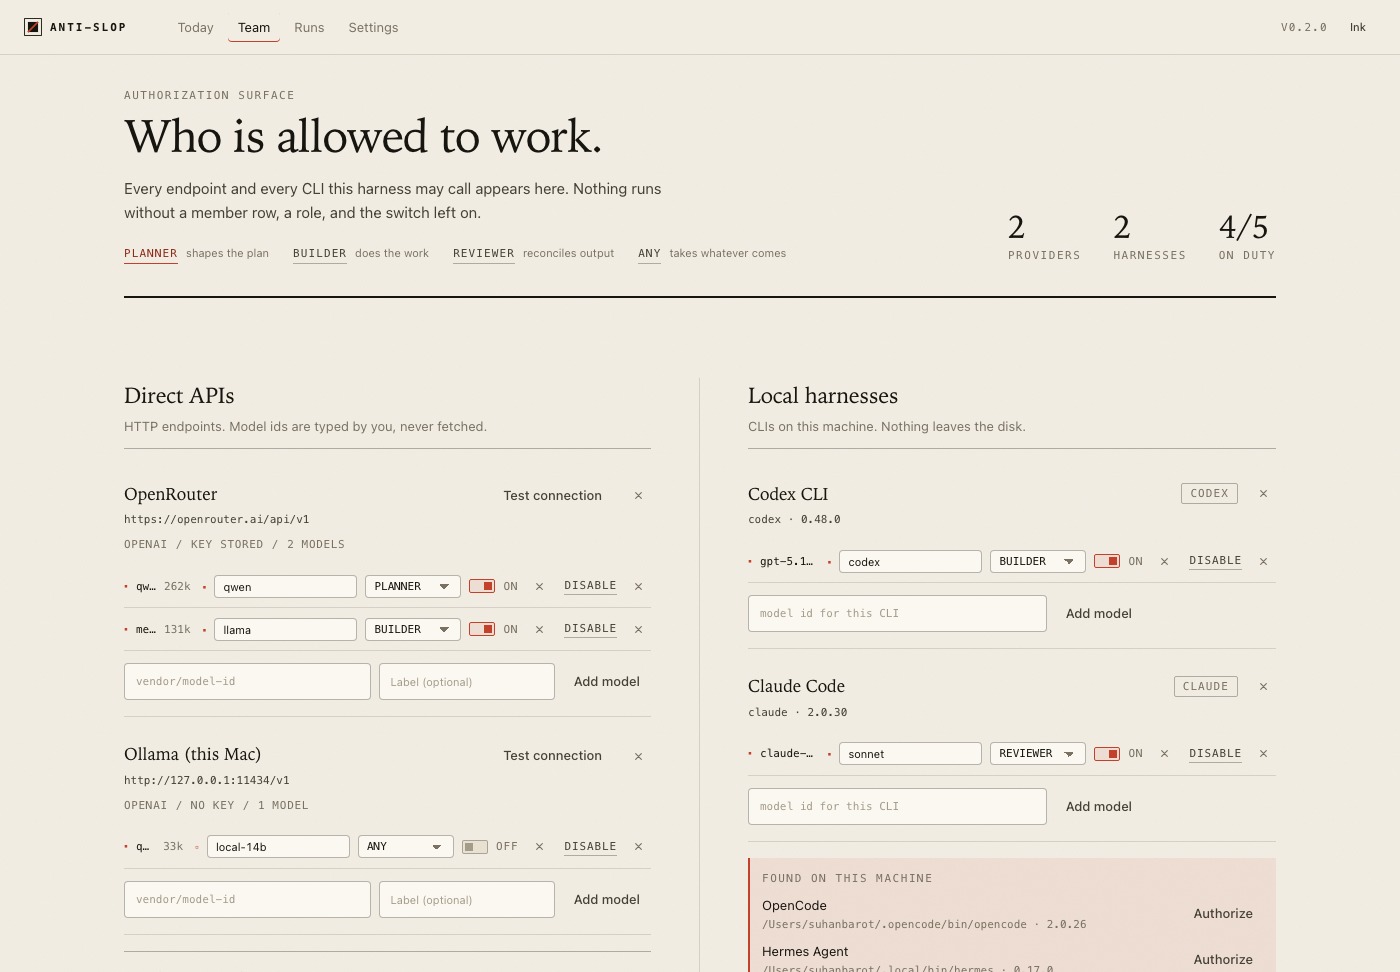 ANTI-SLOP
Today Team Runs Settings
V0.2.0 Ink
AUTHORIZATION SURFACE
Who is allowed to work.
Every endpoint and every CLI this harness may call appears here. Nothing runs
without a member row, a role, and the switch left on.
PLANNER shapes the plan BUILDER does the work REVIEWER reconciles output ANY takes whatever comes
2 PROVIDERS
2 HARNESSES
4/5 ON DUTY
Direct APIs
HTTP endpoints. Model ids are typed by you, never fetched.
OpenRouter Test connection ×
https://openrouter.ai/api/v1
OPENAI / KEY STORED / 2 MODELS
qw… 262k qwen PLANNER ON × DISABLE ×
me… 131k llama BUILDER ON × DISABLE ×
vendor/model-id Label (optional) Add model
Ollama (this Mac) Test connection ×
http://127.0.0.1:11434/v1
OPENAI / NO KEY / 1 MODEL
q… 33k local-14b ANY OFF × DISABLE ×
vendor/model-id Label (optional) Add model
Local harnesses
CLIs on this machine. Nothing leaves the disk.
Codex CLI CODEX ×
codex · 0.48.0
gpt-5.1… codex BUILDER ON × DISABLE ×
model id for this CLI Add model
Claude Code CLAUDE ×
claude · 2.0.30
claude-… sonnet REVIEWER ON × DISABLE ×
model id for this CLI Add model
FOUND ON THIS MACHINE
OpenCode Authorize
/Users/suhanbarot/.opencode/bin/opencode · 2.0.26
Hermes Agent Authorize
/Users/suhanbarot/.local/bin/hermes · 0.17.0